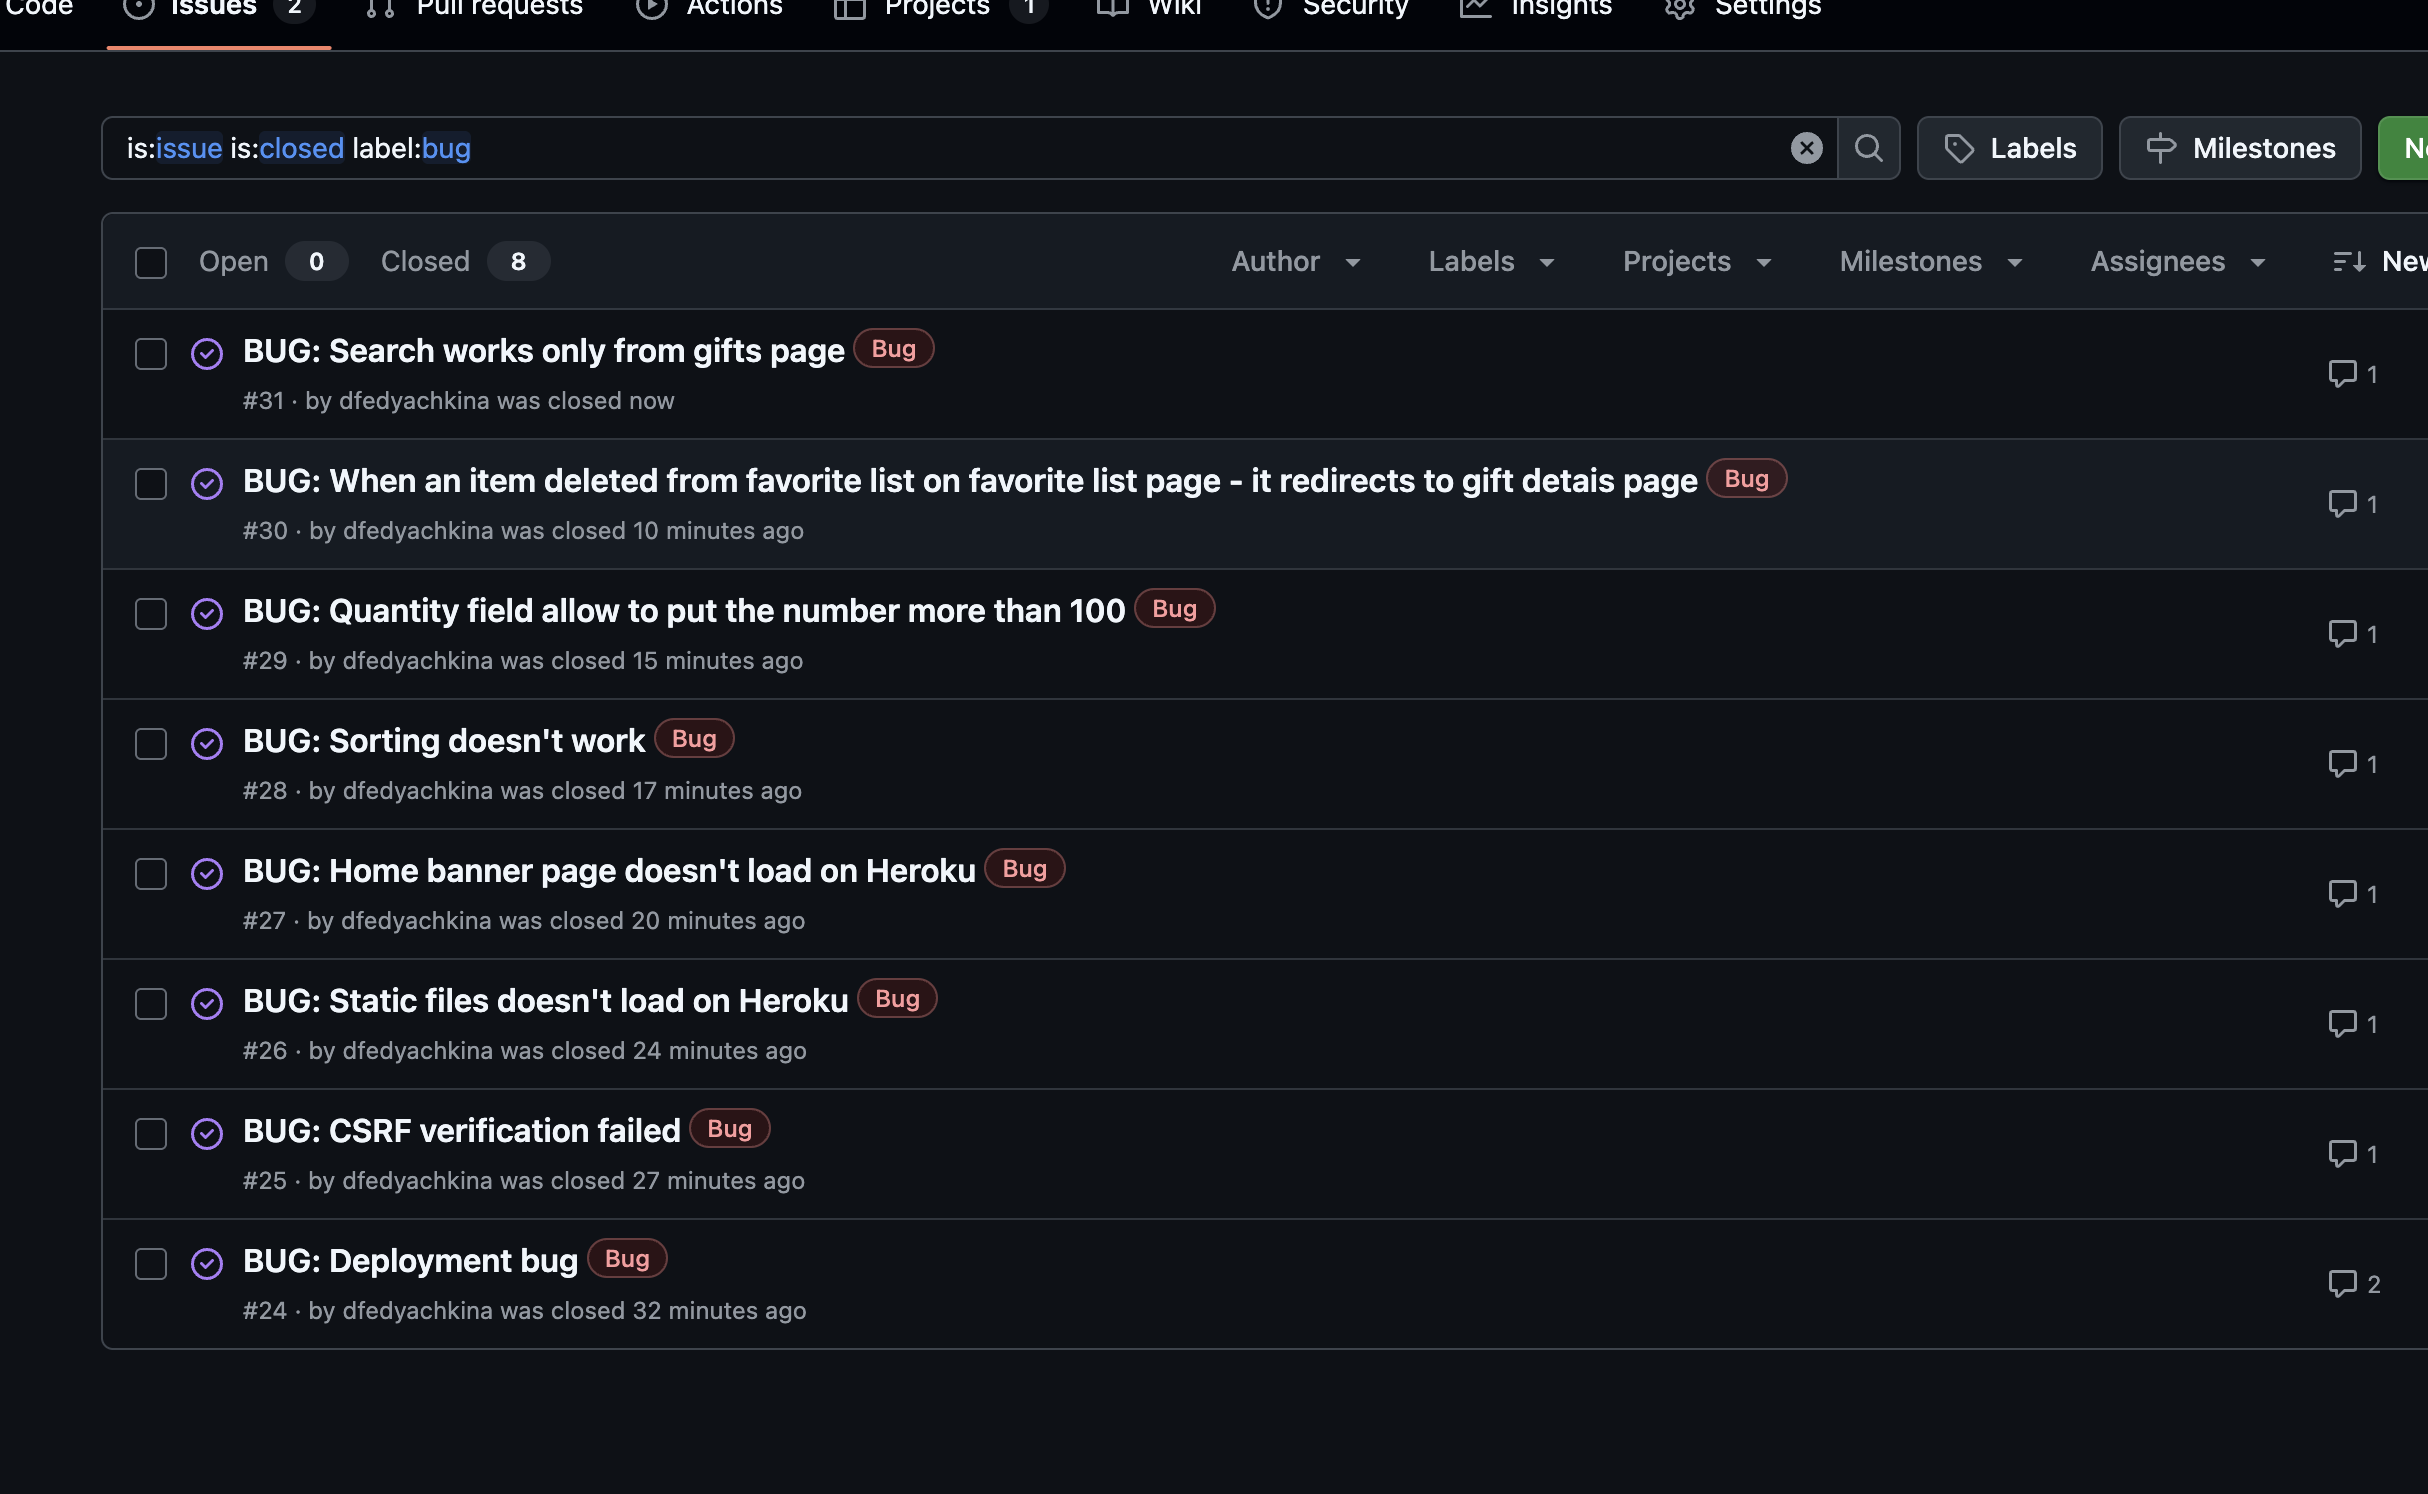 Code Issues 2 Pull requests Actions Projects 1 Wiki Security Insights Settings
is:issue is:closed label:bug Labels Milestones
Open 0 Closed 8 Author Labels Projects Milestones Assignees
BUG: Search works only from gifts page Bug
#31 · by dfedyachkina was closed now 1
BUG: When an item deleted from favorite list on favorite list page - it redirects to gift detais page Bug
#30 · by dfedyachkina was closed 10 minutes ago 1
BUG: Quantity field allow to put the number more than 100 Bug
#29 · by dfedyachkina was closed 15 minutes ago 1
BUG: Sorting doesn't work Bug
#28 · by dfedyachkina was closed 17 minutes ago 1
BUG: Home banner page doesn't load on Heroku Bug
#27 · by dfedyachkina was closed 20 minutes ago 1
BUG: Static files doesn't load on Heroku Bug
#26 · by dfedyachkina was closed 24 minutes ago 1
BUG: CSRF verification failed Bug
#25 · by dfedyachkina was closed 27 minutes ago 1
BUG: Deployment bug Bug
#24 · by dfedyachkina was closed 32 minutes ago 2